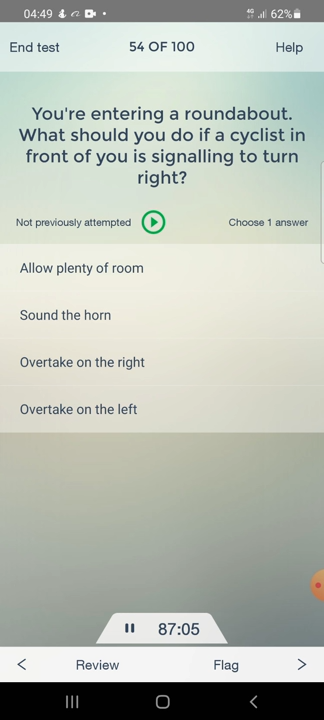 04:49
4G 62%
End test 54 OF 100 Help
You're entering a roundabout.
What should you do if a cyclist in
front of you is signalling to turn
right?
Not previously attempted Choose 1 answer
Allow plenty of room
Sound the horn
Overtake on the right
Overtake on the left
87:05
< Review Flag >